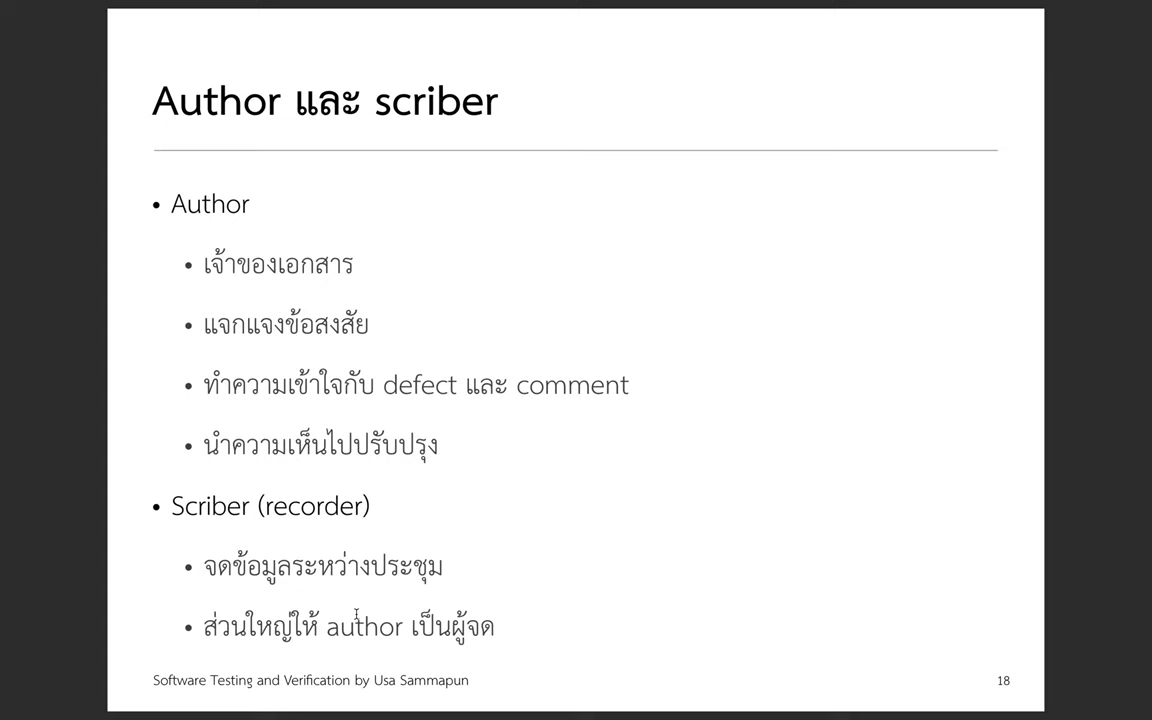 Author และ scriber
• Author
• เจ้าของเอกสาร
• แจกแจงข้อสงสัย
• ทำความเข้าใจกับ defect และ comment
• นำความเห็นไปปรับปรุง
• Scriber (recorder)
• จดข้อมูลระหว่างประชุม
• ส่วนใหญ่ให้ author เป็นผู้จด
Software Testing and Verification by Usa Sammapun 18